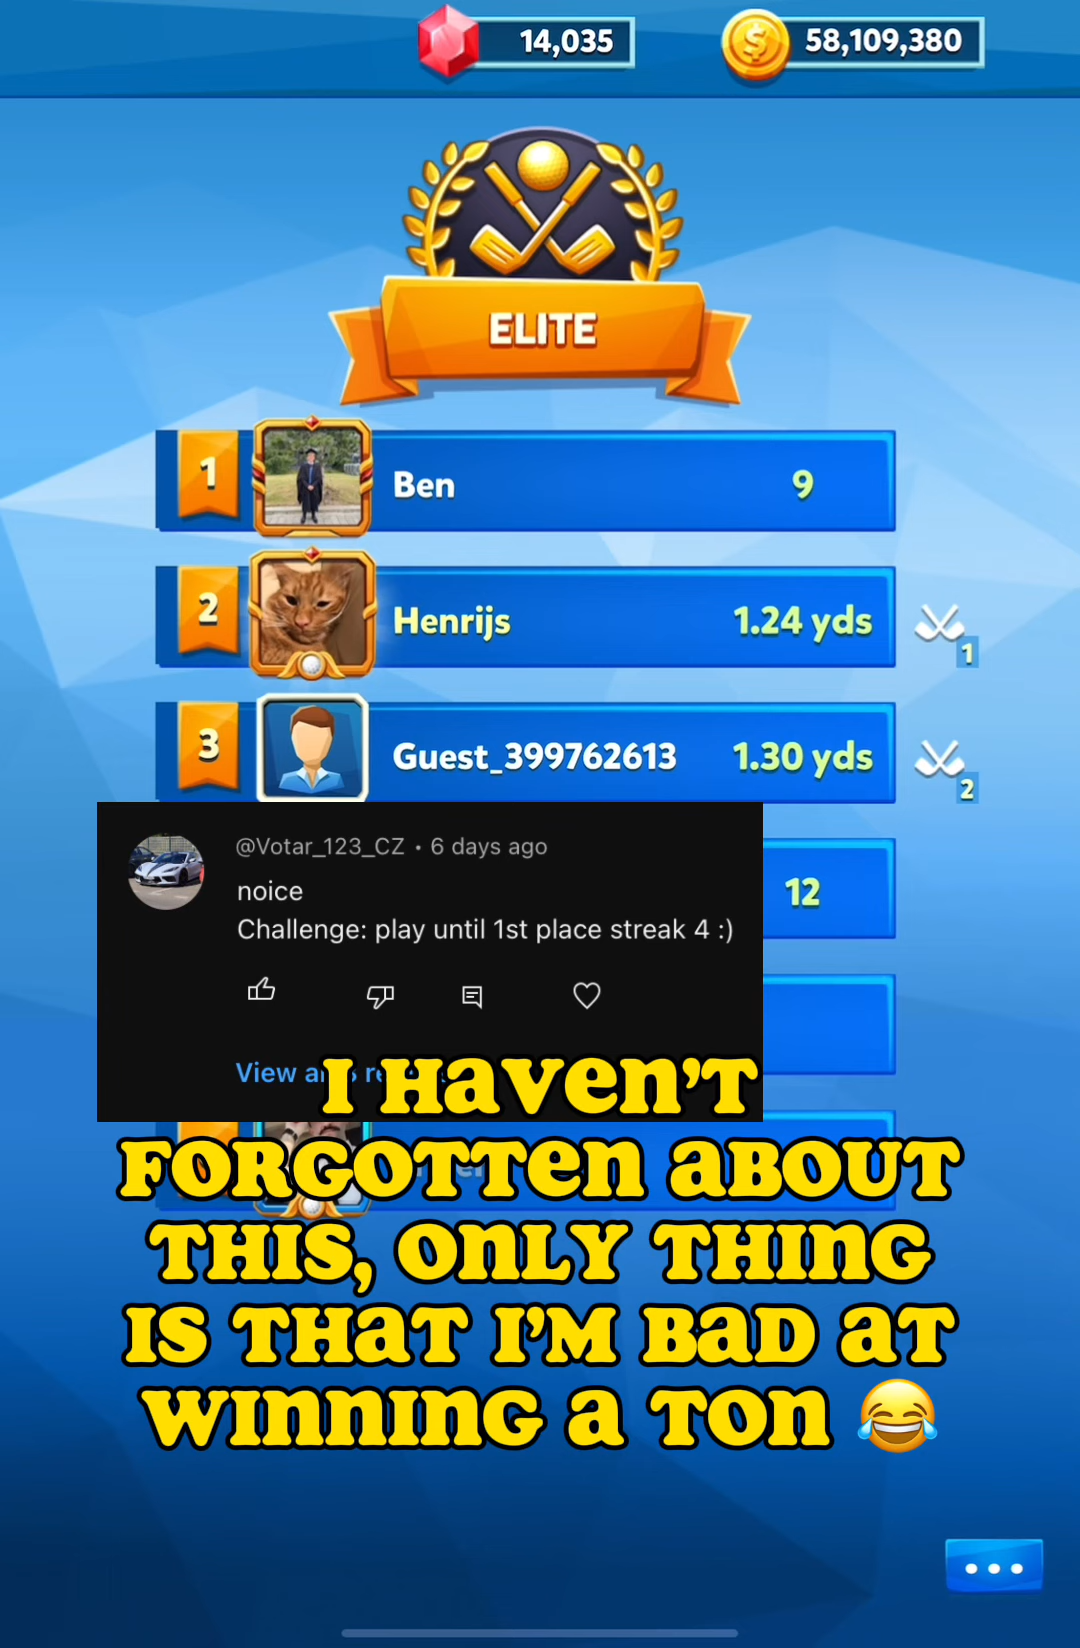 14,035
58,109,380
ELITE
1 Ben 9
2 Henrijs 1.24 yds
1
3 Guest_399762613 1.30 yds
2
@Votar_123_CZ • 6 days ago
noice
Challenge: play until 1st place streak 4 :)
12
View
I HAVEN'T
FORGOTTEN ABOUT
THIS, ONLY THING
IS THAT I'M BAD AT
WINNING A TON 😂